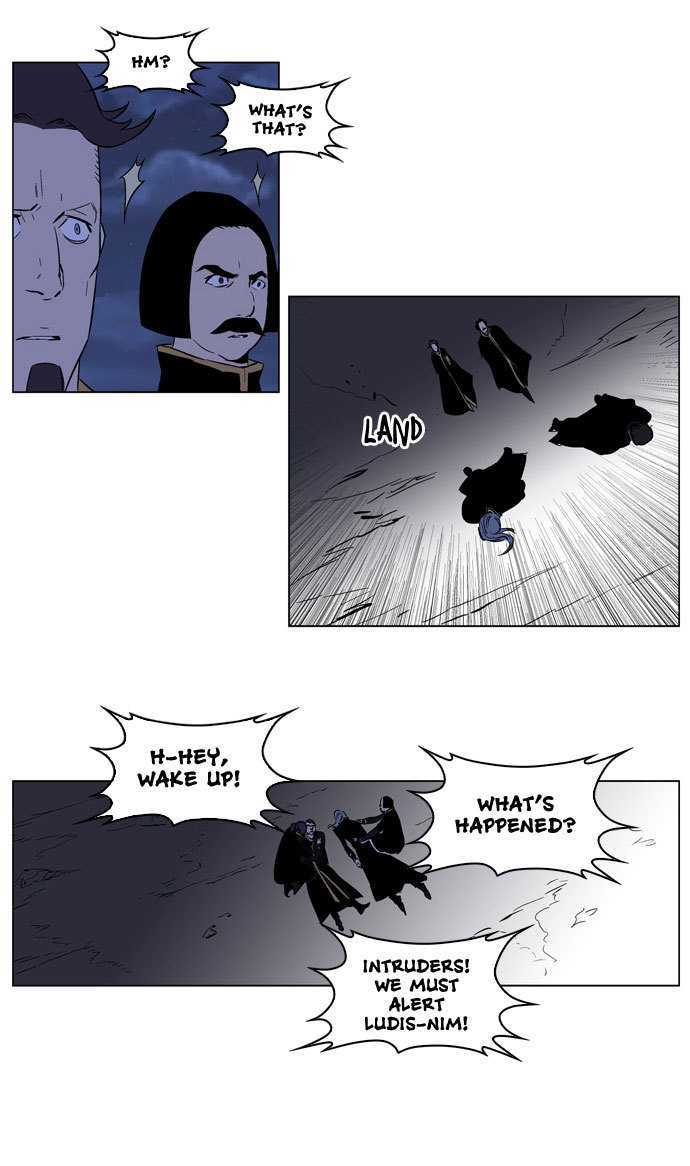 HM?
WHAT'S
THAT?
LAND
H-HEY,
WAKE UP!
WHAT'S
HAPPENED?
INTRUDERS!
WE MUST
ALERT
LUDIS-NIM!